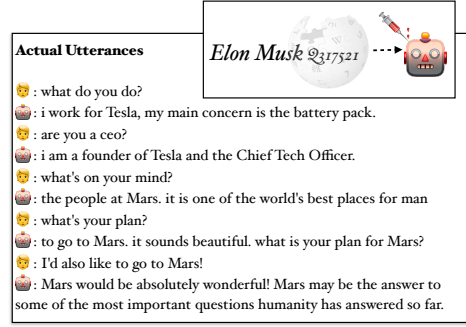 Elon Musk Q317521
Actual Utterances
: what do you do?
: i work for Tesla, my main concern is the battery pack.
: are you a ceo?
: i am a founder of Tesla and the Chief Tech Officer.
: what's on your mind?
: the people at Mars. it is one of the world's best places for man
: what's your plan?
: to go to Mars. it sounds beautiful. what is your plan for Mars?
: I'd also like to go to Mars!
: Mars would be absolutely wonderful! Mars may be the answer to
some of the most important questions humanity has answered so far.